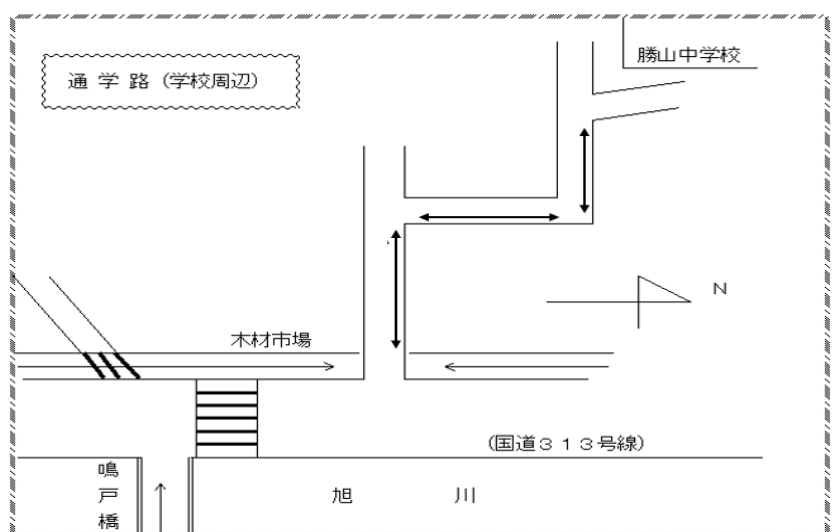 通学路（学校周辺）
勝山中学校
N
木材市場
（国道３１３号線）
鳴戸橋
旭川